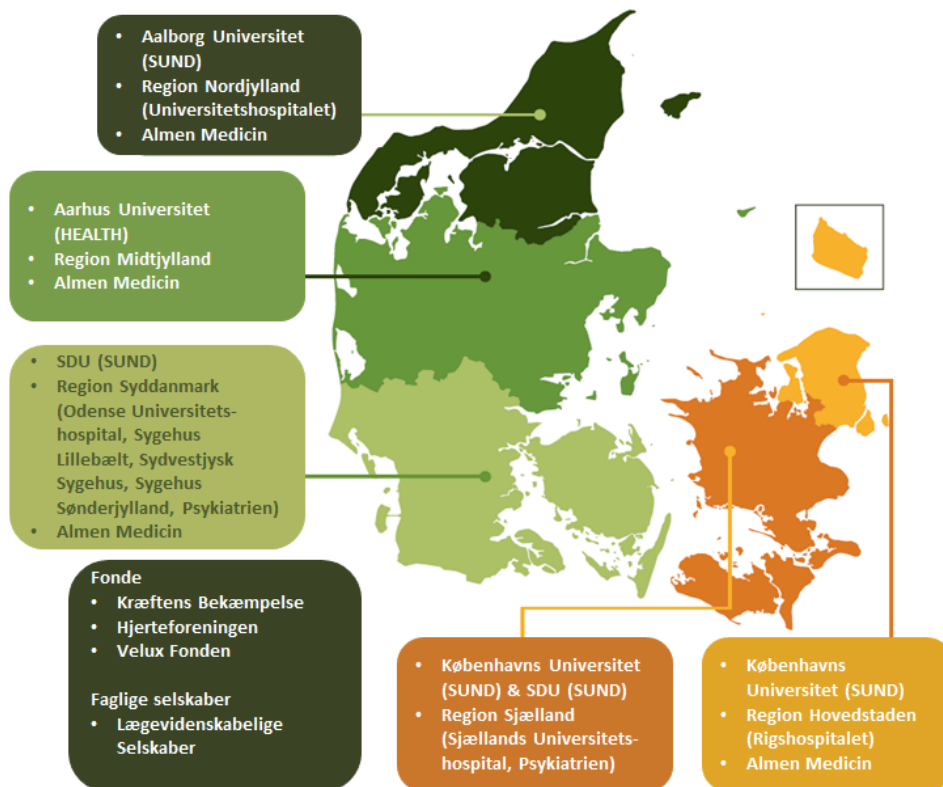 • Aalborg Universitet
(SUND)
• Region Nordjylland
(Universitetshospitalet)
• Almen Medicin
• Aarhus Universitet
(HEALTH)
• Region Midtjylland
• Almen Medicin
• SDU (SUND)
• Region Syddanmark
(Odense Universitets-
hospital, Sygehus
Lillebælt, Sydvestjysk
Sygehus, Sygehus
Sønderjylland, Psykiatrien)
• Almen Medicin
Fonde
• Kræftens Bekæmpelse
• Hjerteforeningen
• Velux Fonden
Faglige selskaber
• Lægevidenskabelige
Selskaber
• Københavns Universitet
(SUND) & SDU (SUND)
• Region Sjælland
(Sjællands Universitets-
hospital, Psykiatrien)
• Københavns
Universitet (SUND)
• Region Hovedstaden
(Rigshospitalet)
• Almen Medicin